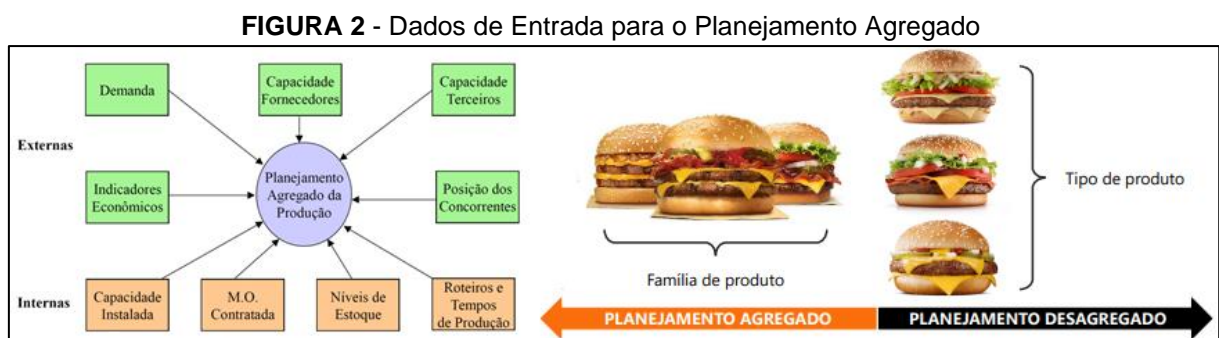 FIGURA 2 - Dados de Entrada para o Planejamento Agregado
Demanda
Capacidade
Fornecedores
Capacidade
Terceiros
Externas
Indicadores
Econômicos
Planejamento
Agregado da
Produção
Posição dos
Concorrentes
Internas
Capacidade
Instalada
M.O.
Contratada
Níveis de
Estoque
Roteiros e
Tempos
de Produção
Família de produto
Tipo de produto
PLANEJAMENTO AGREGADO
PLANEJAMENTO DESAGREGADO